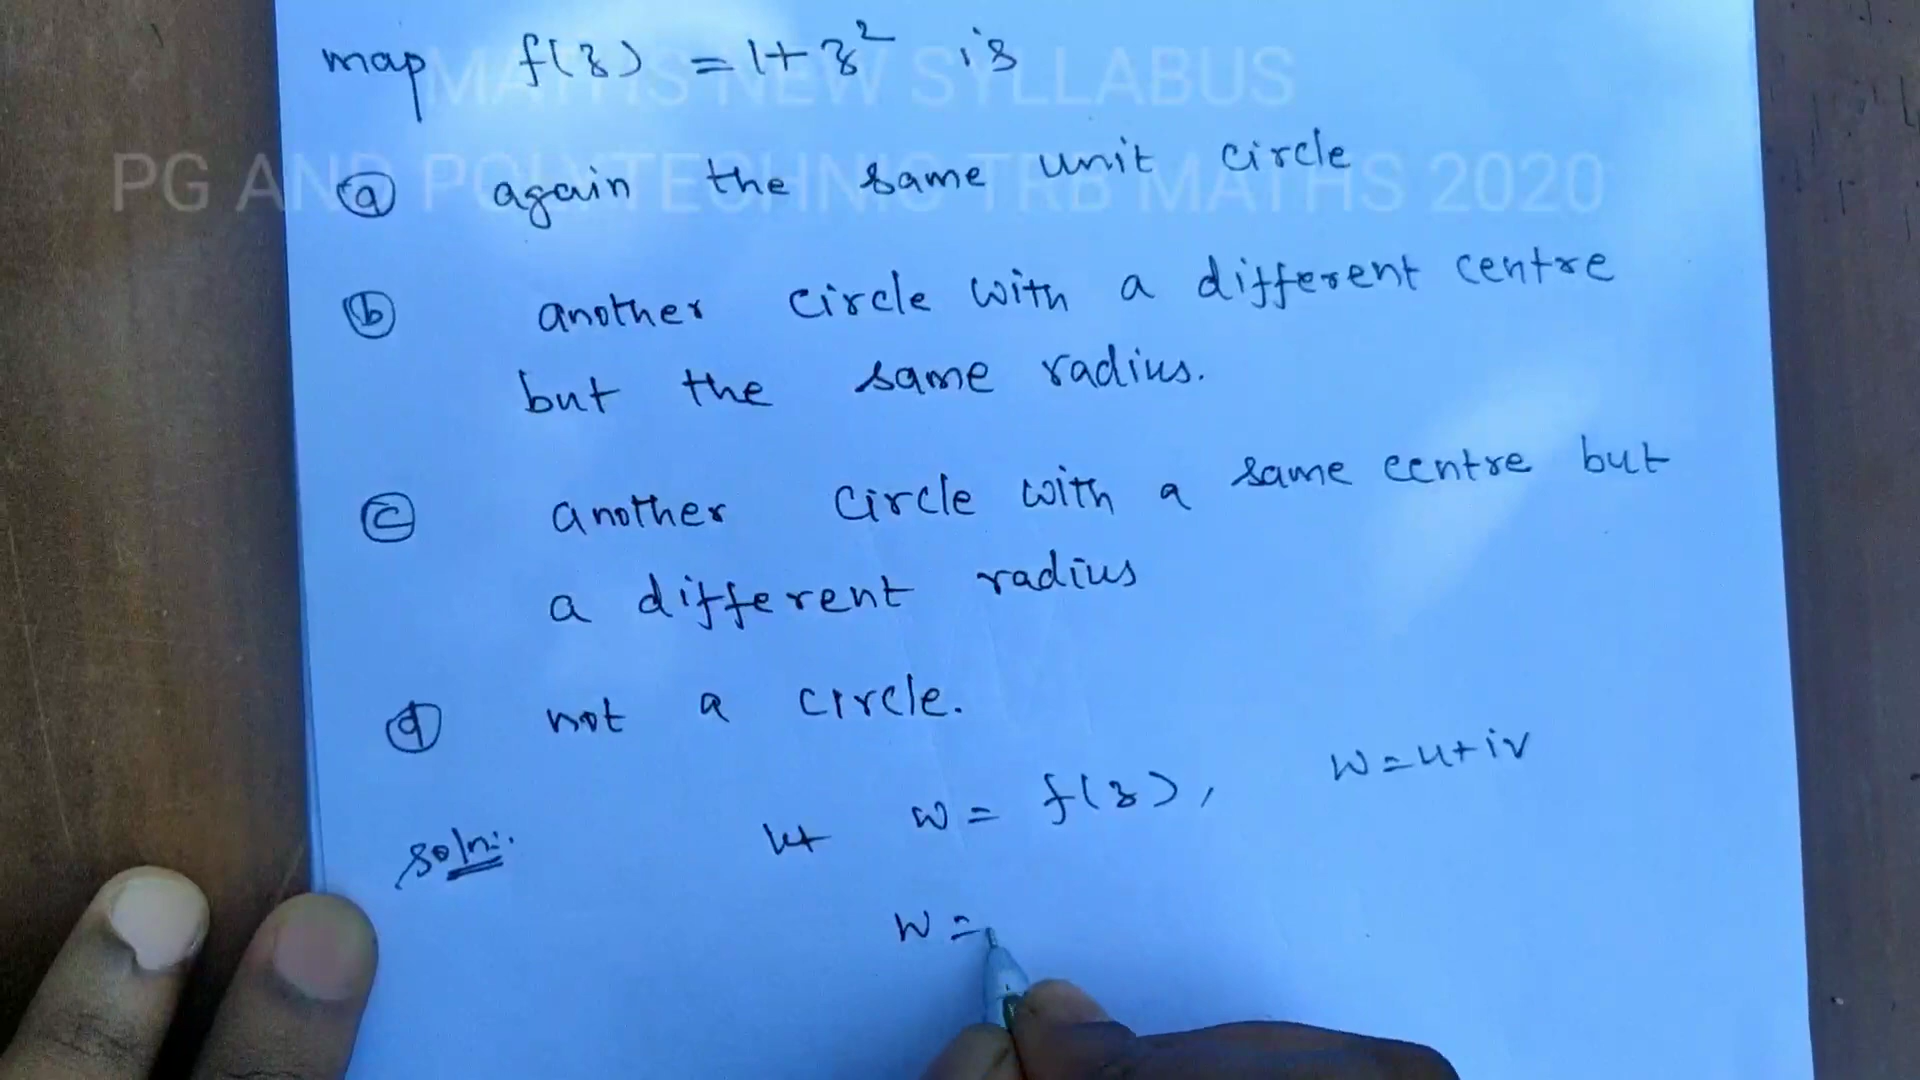 map f(z) = 1+z² is
MATHS NEW SYLLABUS
PG AND POLYTECHNIC TRB MATHS 2020
(a) again the same unit circle
(b) another circle with a different centre
but the same radius.
(c) another circle with a same centre but
a different radius
(d) not a circle.
soln:. let w = f(z), w = u+iv
w =